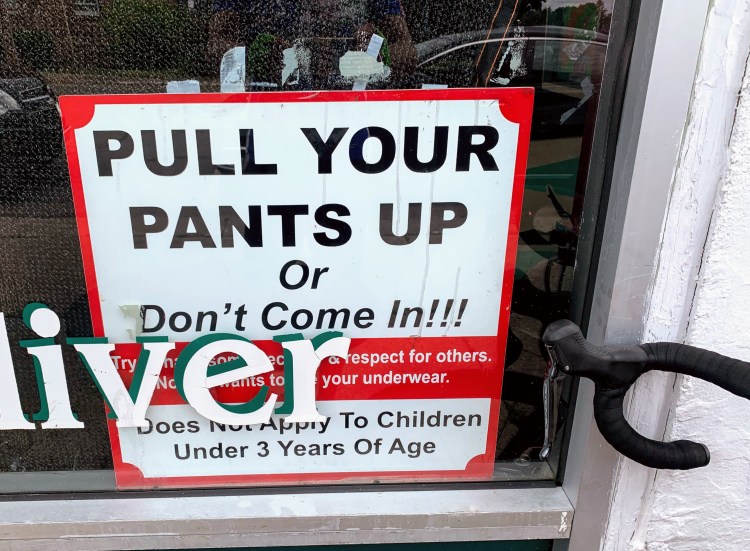 PULL YOUR
PANTS UP
Or
Don't Come In!!!
Try some & respect for others.
wants to your underwear.
Does Not Apply To Children
Under 3 Years Of Age
liver